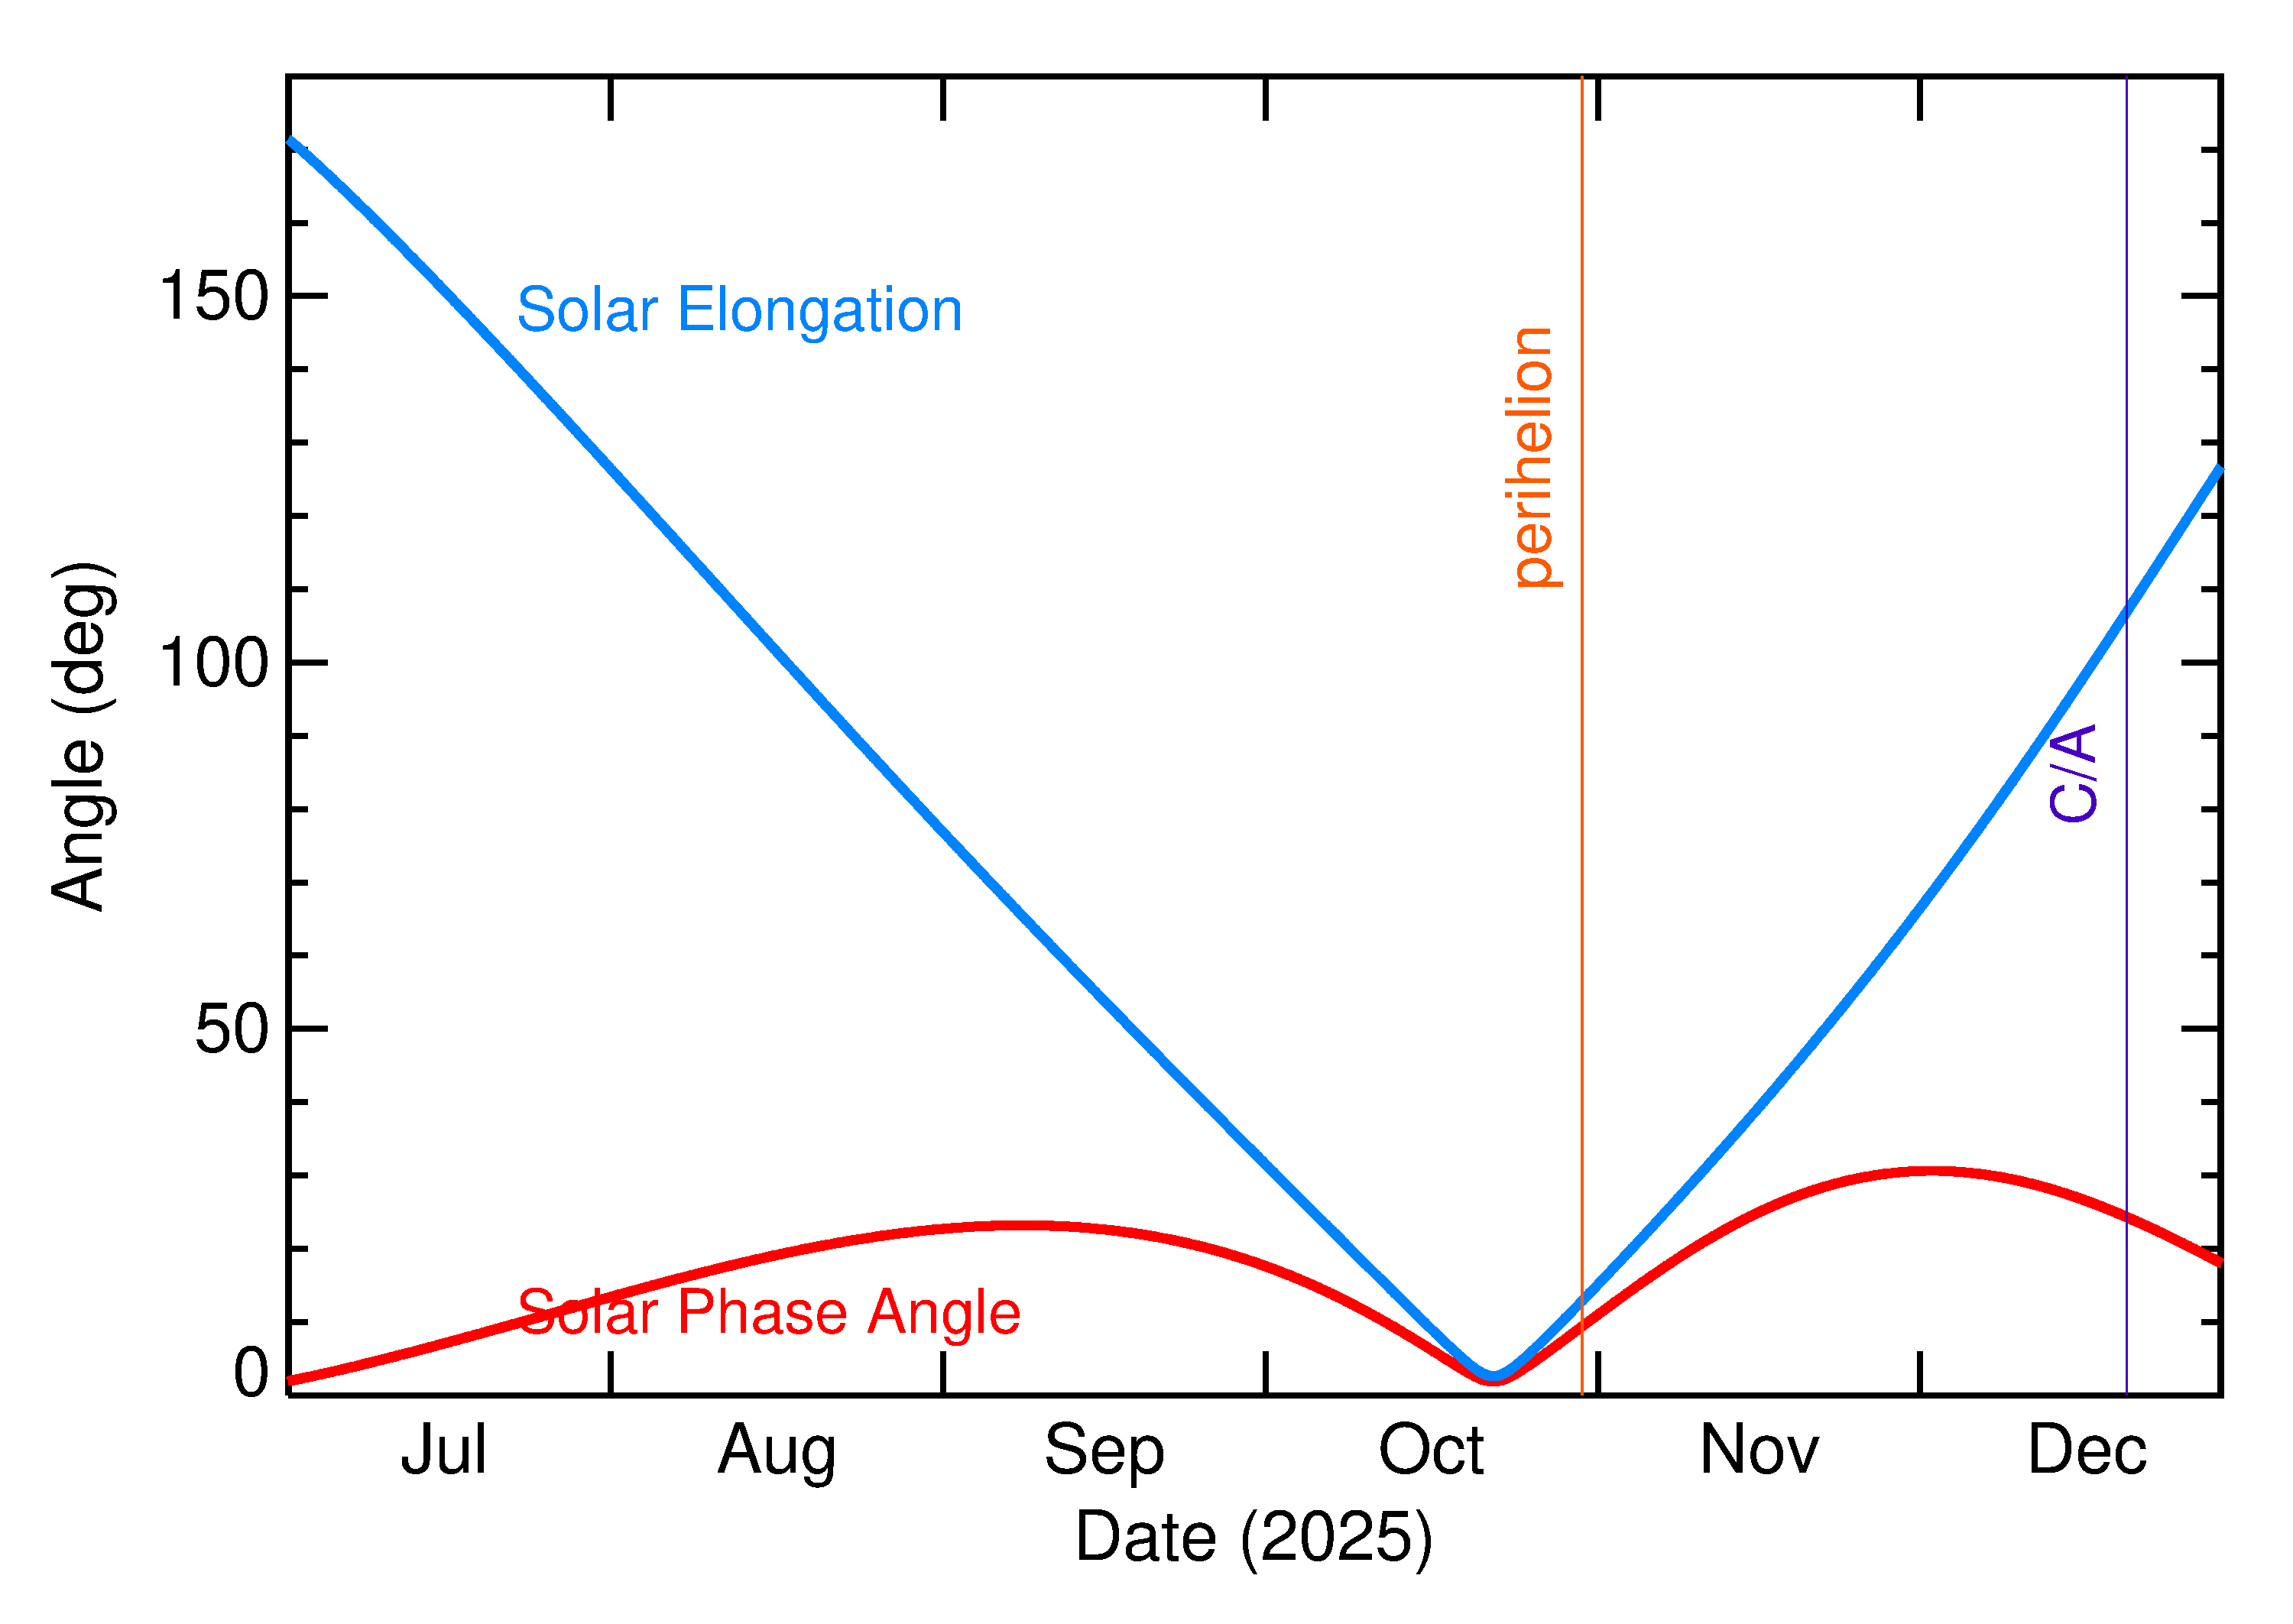 150
100
50
0
Angle (deg)
Solar Elongation
perihelion
C/A
Solar Phase Angle
Jul Aug Sep Oct Nov Dec
Date (2025)